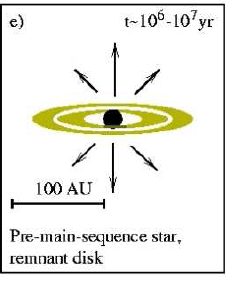 e) t~10⁶-10⁷yr
100 AU
Pre-main-sequence star,
remnant disk